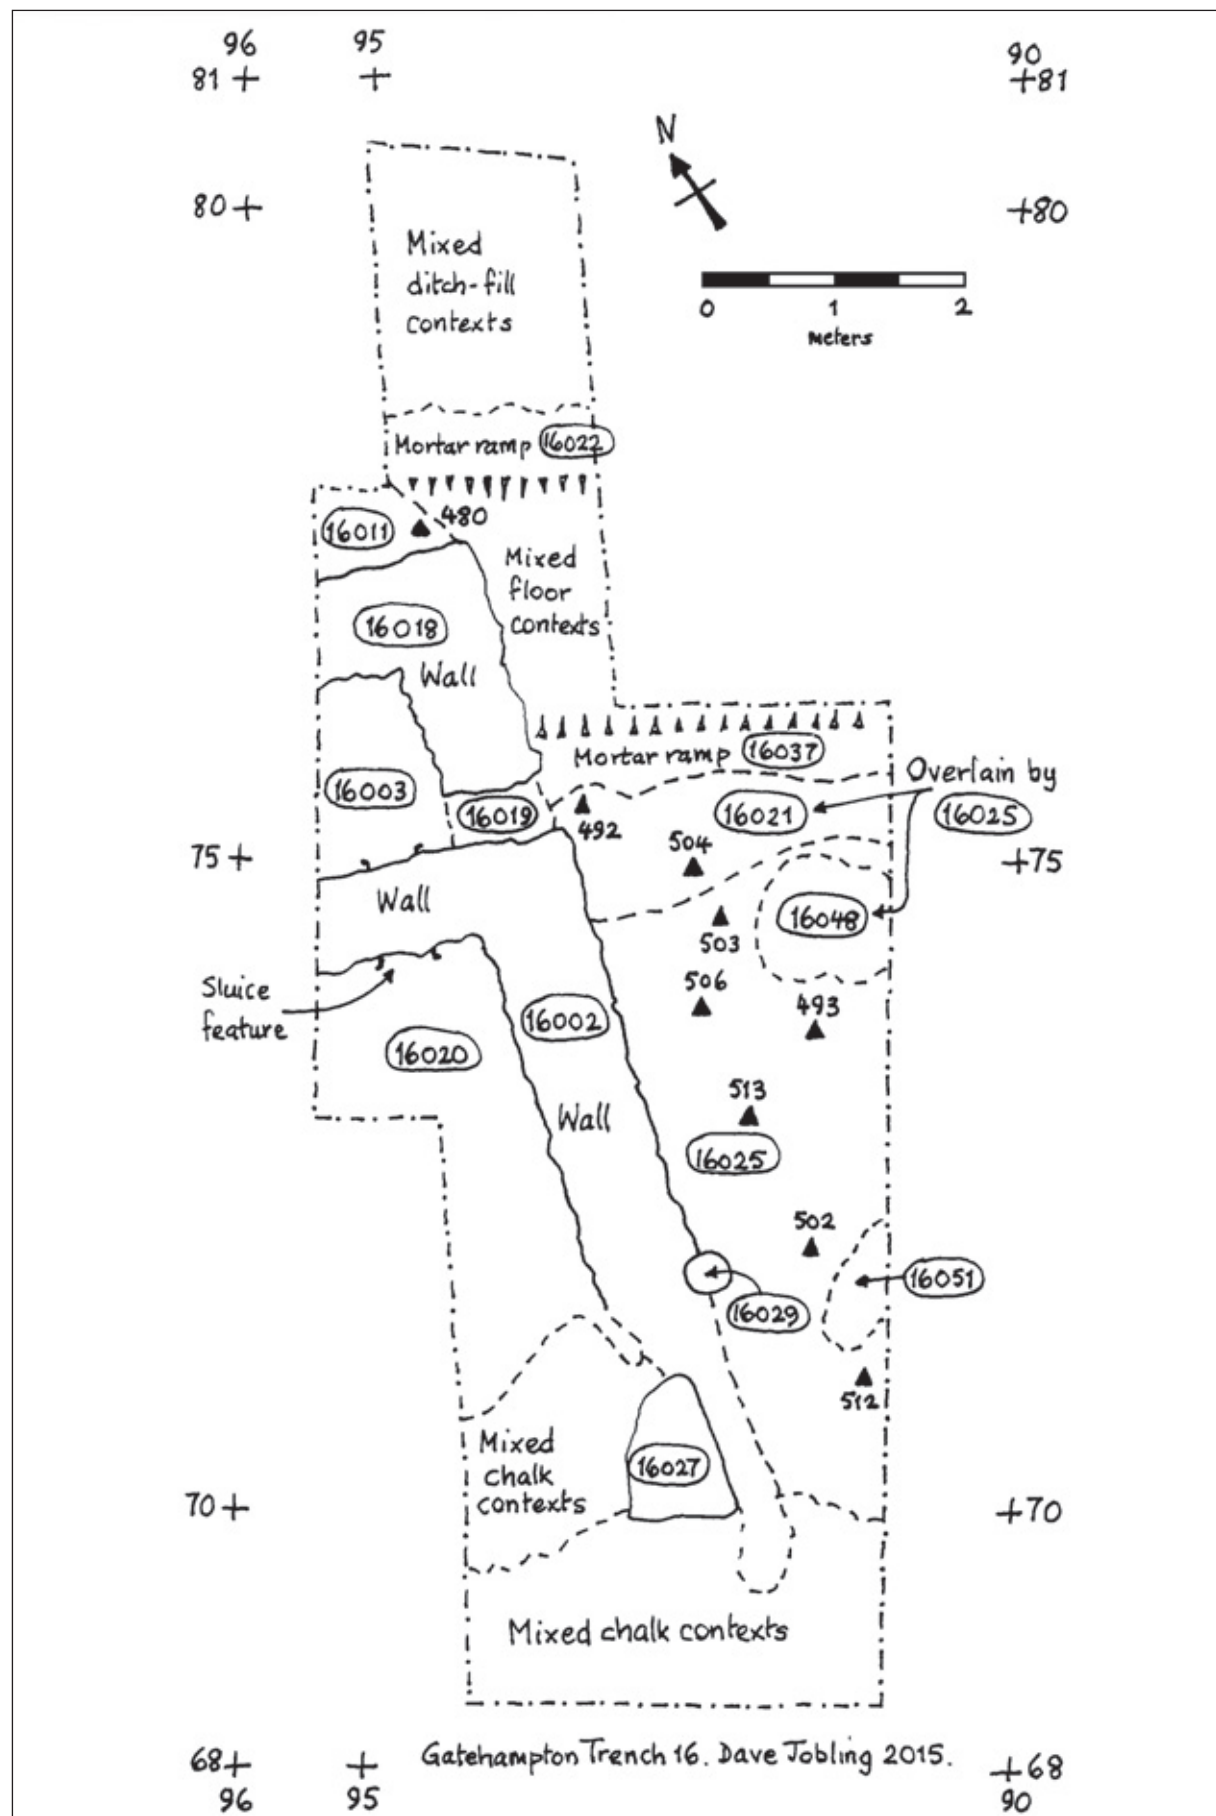 96 95 90
81 81
N
80 80
Mixed
ditch-fill
contexts
0 1 2
Meters
Mortar ramp 16022
16011 480
Mixed
floor
contexts
16018
Wall
Mortar ramp 16037
Overlain by
16025
16003
16019
492
16021
504
75 75
Wall
16048
503
506
493
Sluice
feature
16002
16020
513
Wall
16025
502
16051
16029
512
Mixed
chalk
contexts
16027
70 70
Mixed chalk contexts
Gatehampton Trench 16. Dave Jobling 2015.
68 68
96 95 90